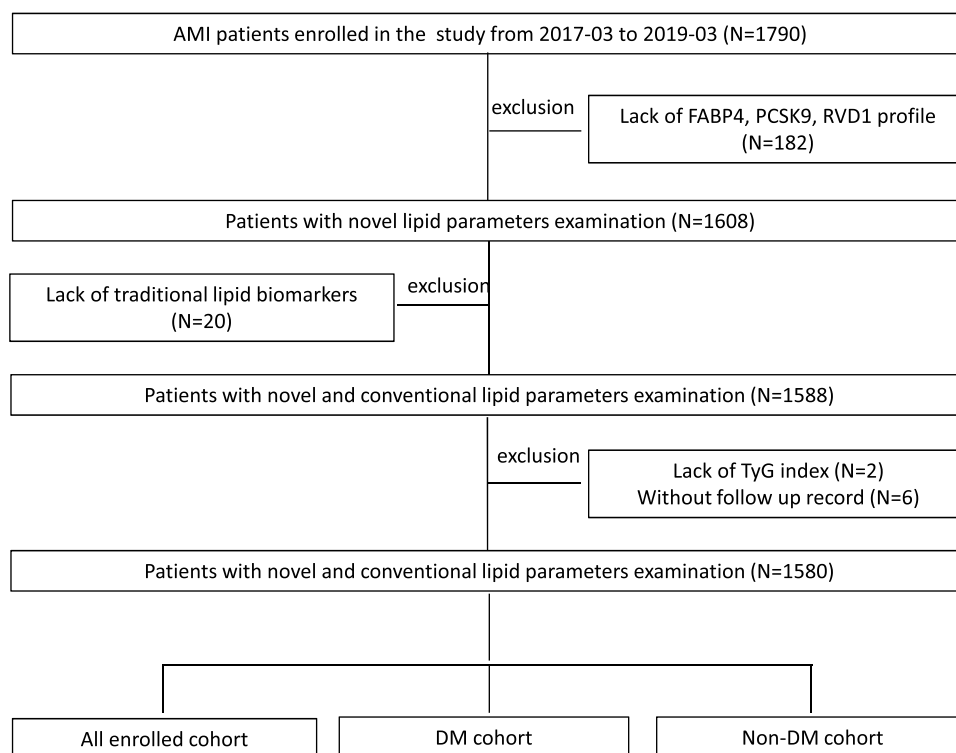 AMI patients enrolled in the  study from 2017-03 to 2019-03 (N=1790)
exclusion
Lack of FABP4, PCSK9, RVD1 profile
(N=182)
Patients with novel lipid parameters examination (N=1608)
exclusion
Lack of traditional lipid biomarkers
(N=20)
Patients with novel and conventional lipid parameters examination (N=1588)
exclusion
Lack of TyG index (N=2)
Without follow up record (N=6)
Patients with novel and conventional lipid parameters examination (N=1580)
All enrolled cohort
DM cohort
Non-DM cohort